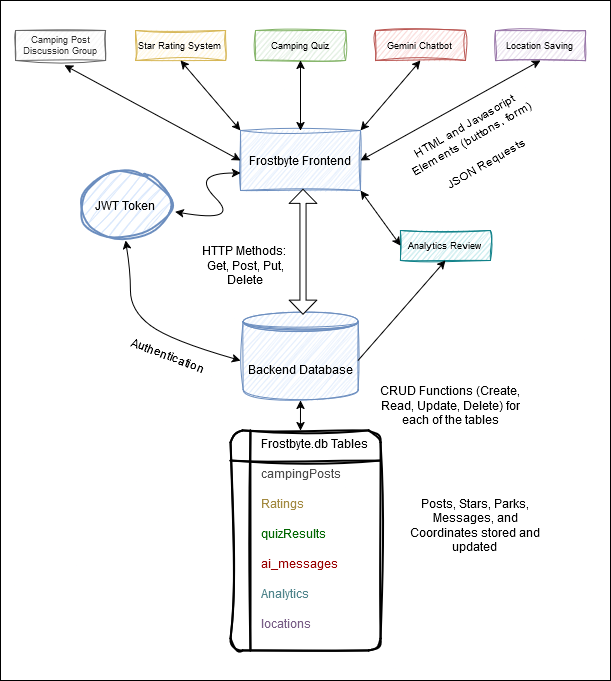 Camping Post
Discussion Group
Star Rating System
Camping Quiz
Gemini Chatbot
Location Saving
HTML and Javascript
Elements (buttons, form)
JSON Requests
Frostbyte Frontend
JWT Token
HTTP Methods:
Get, Post, Put,
Delete
Analytics Review
Authentication
Backend Database
CRUD Functions (Create,
Read, Update, Delete) for
each of the tables
Frostbyte.db Tables
campingPosts
Ratings
quizResults
ai_messages
Analytics
locations
Posts, Stars, Parks,
Messages, and
Coordinates stored and
updated